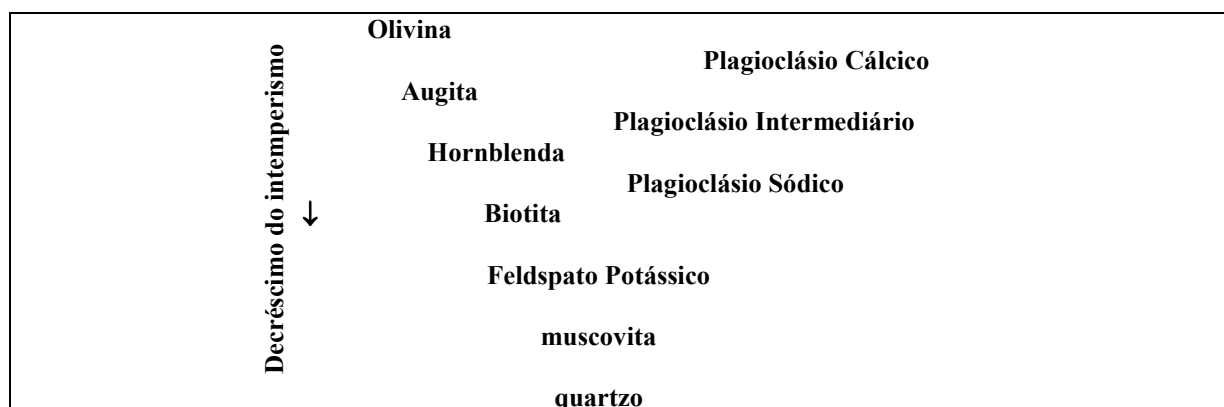 Olivina
Plagioclásio Cálcico
Augita
Plagioclásio Intermediário
Hornblenda
Plagioclásio Sódico
Biotita
Feldspato Potássico
muscovita
quartzo
Decréscimo do intemperismo
↓